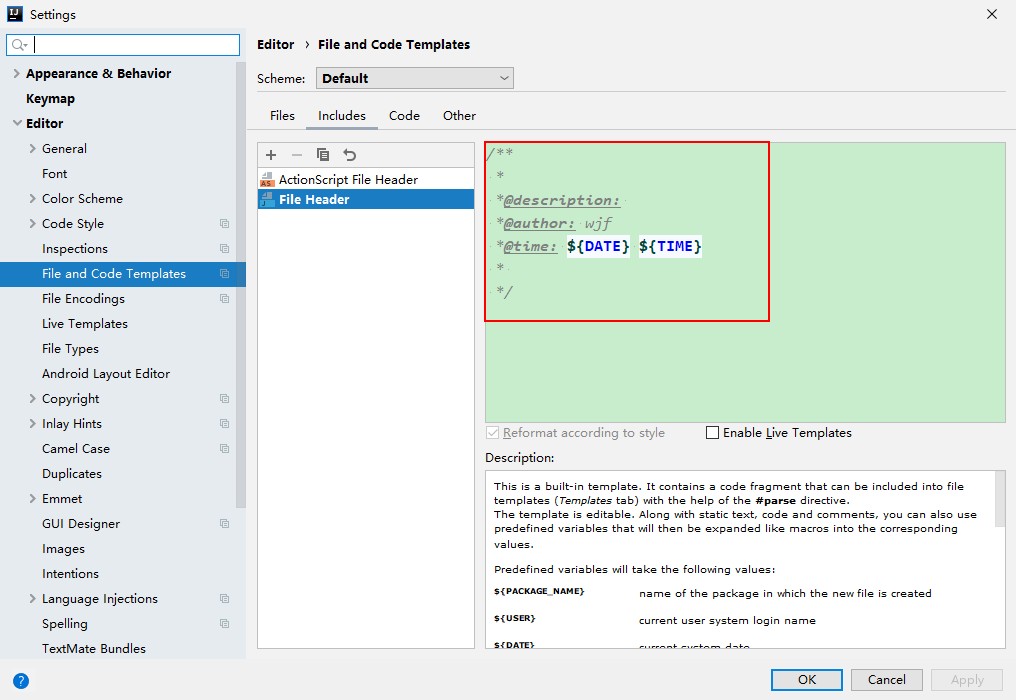 Settings
Editor › File and Code Templates
Appearance & Behavior
Keymap
Editor
General
Font
Color Scheme
Code Style
Inspections
File and Code Templates
File Encodings
Live Templates
File Types
Android Layout Editor
Copyright
Inlay Hints
Camel Case
Duplicates
Emmet
GUI Designer
Images
Intentions
Language Injections
Spelling
TextMate Bundles
Scheme: Default
Files Includes Code Other
ActionScript File Header
File Header
/**
*
*@description:
*@author: wjf
*@time: ${DATE} ${TIME}
*
*/
Reformat according to style Enable Live Templates
Description:
This is a built-in template. It contains a code fragment that can be included into file
templates (Templates tab) with the help of the #parse directive.
The template is editable. Along with static text, code and comments, you can also use
predefined variables that will then be expanded like macros into the corresponding
values.
Predefined variables will take the following values:
${PACKAGE_NAME} name of the package in which the new file is created
${USER} current user system login name
${DATE} current system date
? OK Cancel Apply